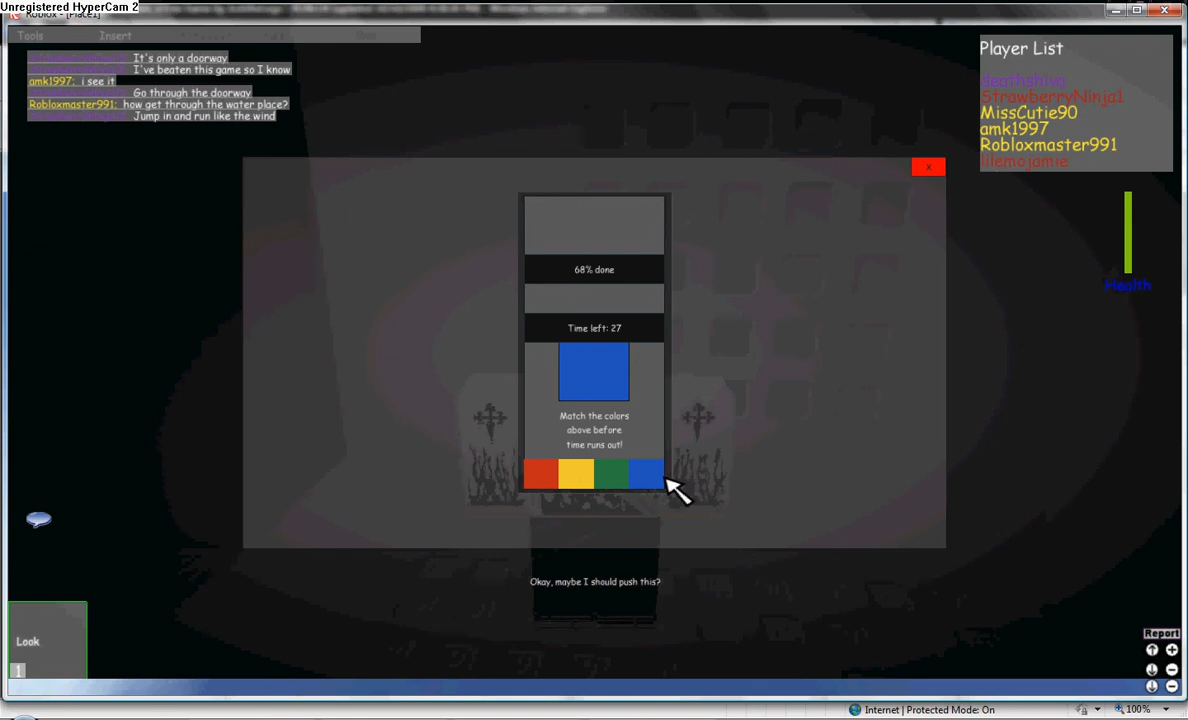 Unregistered HyperCam 2
Roblox - [Place1]
Tools Insert
It's only a doorway
I've beaten this game so I know
amk1997: i see it
Go through the doorway
Robloxmaster991: how get through the water place?
Jump in and run like the wind
Player List
deathshiva
StrawberryNinja1
MissCutie90
amk1997
Robloxmaster991
lilemojamie
Health
x
68% done
Time left: 27
Match the colors
above before
time runs out!
Okay, maybe I should push this?
Look
1
Report
Internet | Protected Mode: On
100%